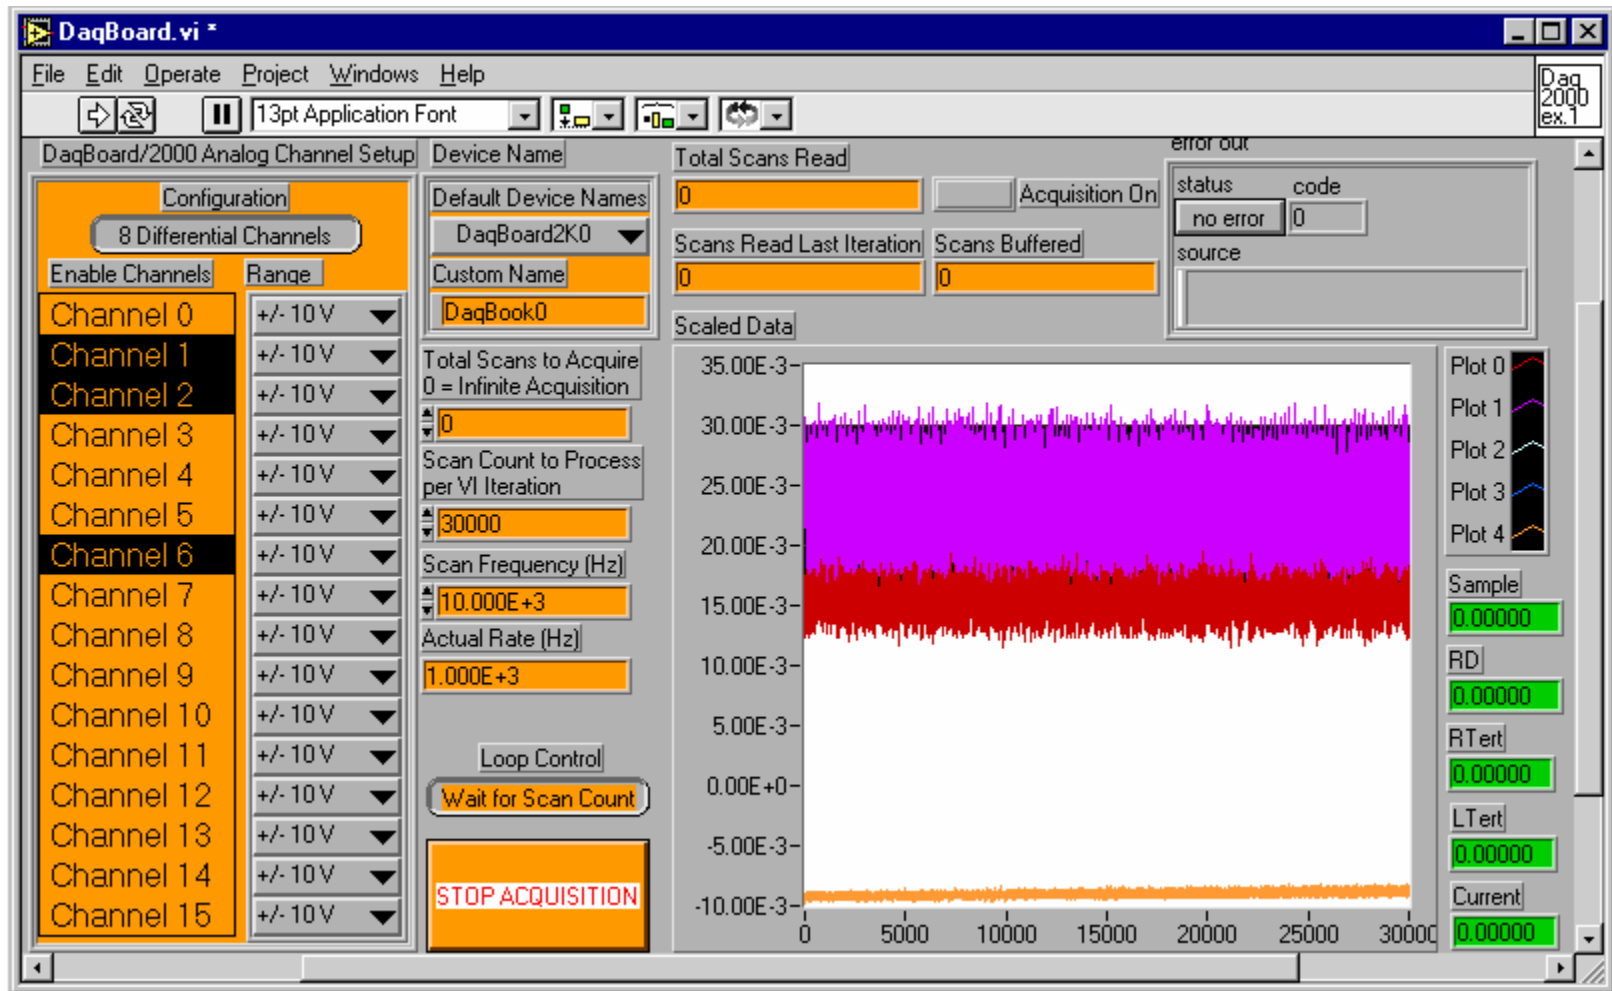 DaqBoard.vi *
File Edit Operate Project Windows Help
13pt Application Font
Daq
2000
ex.1
DaqBoard/2000 Analog Channel Setup
Configuration
8 Differential Channels
Enable Channels Range
Channel 0 +/- 10 V
Channel 1 +/- 10 V
Channel 2 +/- 10 V
Channel 3 +/- 10 V
Channel 4 +/- 10 V
Channel 5 +/- 10 V
Channel 6 +/- 10 V
Channel 7 +/- 10 V
Channel 8 +/- 10 V
Channel 9 +/- 10 V
Channel 10 +/- 10 V
Channel 11 +/- 10 V
Channel 12 +/- 10 V
Channel 13 +/- 10 V
Channel 14 +/- 10 V
Channel 15 +/- 10 V
Device Name
Default Device Names
DaqBoard2K0
Custom Name
DaqBook0
Total Scans to Acquire
0 = Infinite Acquisition
0
Scan Count to Process
per VI Iteration
30000
Scan Frequency (Hz)
10.000E+3
Actual Rate (Hz)
1.000E+3
Loop Control
Wait for Scan Count
STOP ACQUISITION
Total Scans Read
0
Acquisition On
Scans Read Last Iteration
0
Scans Buffered
0
error out
status code
no error 0
source
Scaled Data
35.00E-3
30.00E-3
25.00E-3
20.00E-3
15.00E-3
10.00E-3
5.00E-3
0.00E+0
-5.00E-3
-10.00E-3
0 5000 10000 15000 20000 25000 30000
Plot 0
Plot 1
Plot 2
Plot 3
Plot 4
Sample
0.00000
RD
0.00000
RTert
0.00000
LTert
0.00000
Current
0.00000